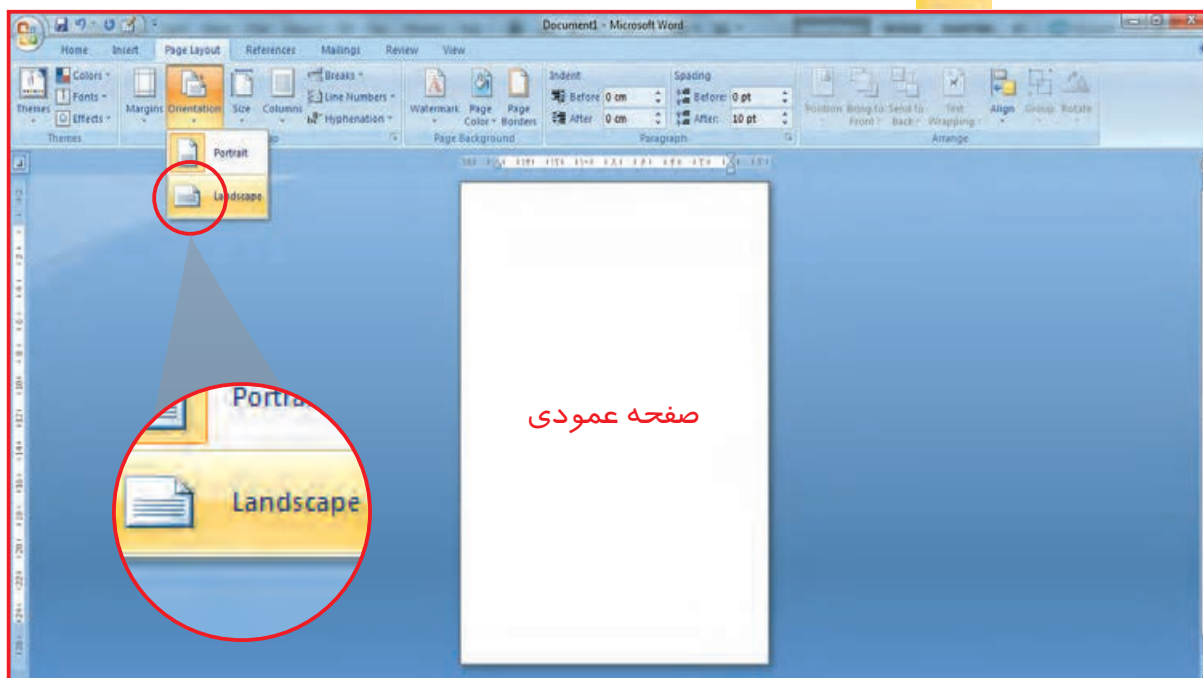 Document1 - Microsoft Word
Home Insert Page Layout References Mailings Review View
Themes
Colors
Fonts
Effects
Themes
Margins Orientation Size Columns
Breaks
Line Numbers
Hyphenation
Watermark Page Color Page Borders
Page Background
Indent
Before 0 cm
After 0 cm
Spacing
Before: 0 pt
After: 10 pt
Paragraph
Position Bring to Front Send to Back Text Wrapping Align Group Rotate
Arrange
Portrait
Landscape
صفحه عمودی
Landscape